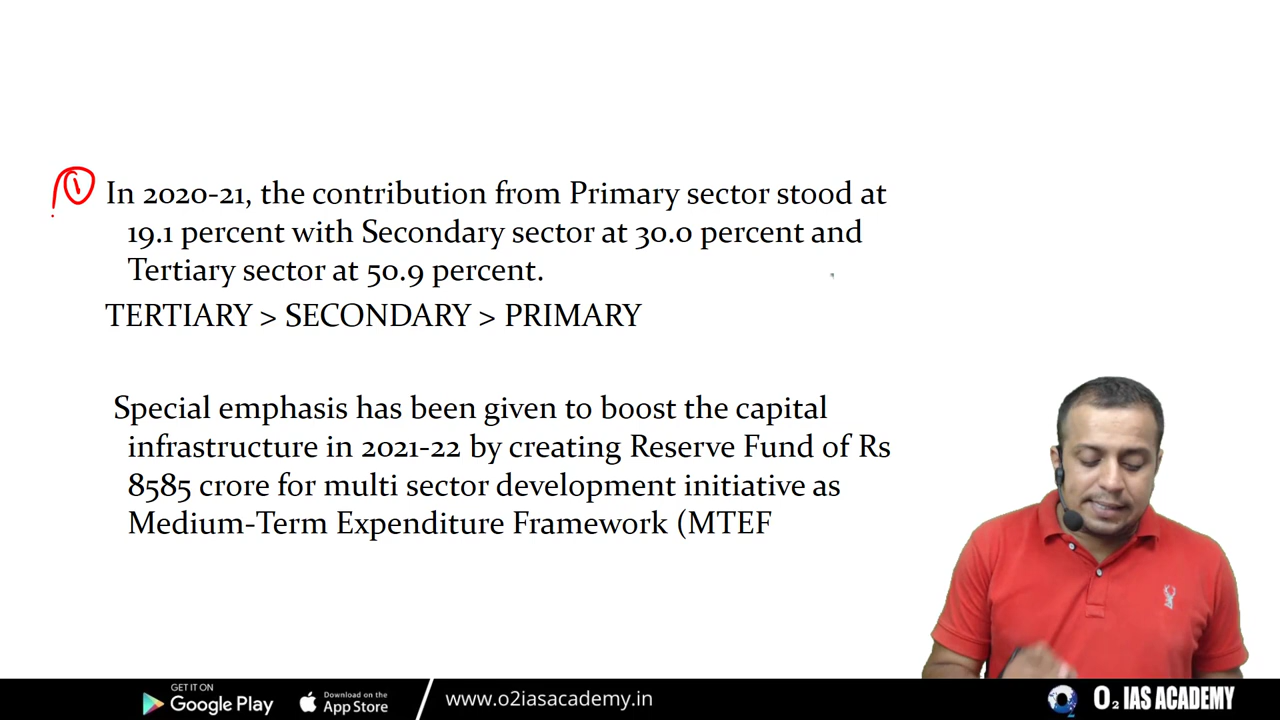 1
In 2020-21, the contribution from Primary sector stood at
19.1 percent with Secondary sector at 30.0 percent and
Tertiary sector at 50.9 percent.
TERTIARY > SECONDARY > PRIMARY
Special emphasis has been given to boost the capital
infrastructure in 2021-22 by creating Reserve Fund of Rs
8585 crore for multi sector development initiative as
Medium-Term Expenditure Framework (MTEF
GET IT ON
Google Play
Download on the
App Store
www.o2iasacademy.in
O2 IAS ACADEMY